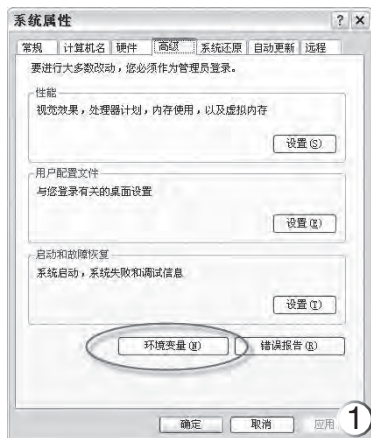 系统属性
? ×
常规 计算机名 硬件 高级 系统还原 自动更新 远程
要进行大多数改动，您必须作为管理员登录。
性能
视觉效果，处理器计划，内存使用，以及虚拟内存
设置(S)
用户配置文件
与您登录有关的桌面设置
设置(E)
启动和故障恢复
系统启动，系统失败和调试信息
设置(T)
环境变量(N) 错误报告(R)
确定 取消 应用 1